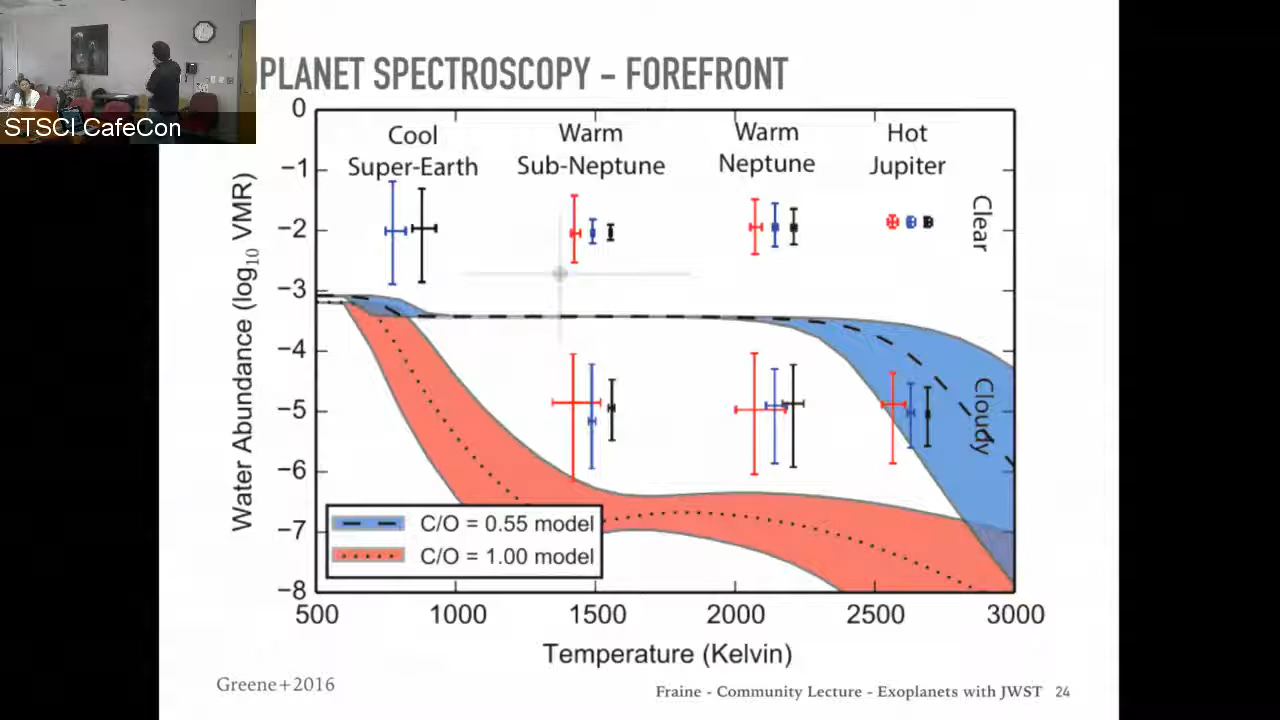 STSCI CafeCon
PLANET SPECTROSCOPY – FOREFRONT
Cool
Super-Earth
Warm
Sub-Neptune
Warm
Neptune
Hot
Jupiter
Clear
Cloudy
Water Abundance (log10 VMR)
0
−1
−2
−3
−4
−5
−6
−7
−8
C/O = 0.55 model
C/O = 1.00 model
500 1000 1500 2000 2500 3000
Temperature (Kelvin)
Greene+2016
Fraine - Community Lecture - Exoplanets with JWST 24